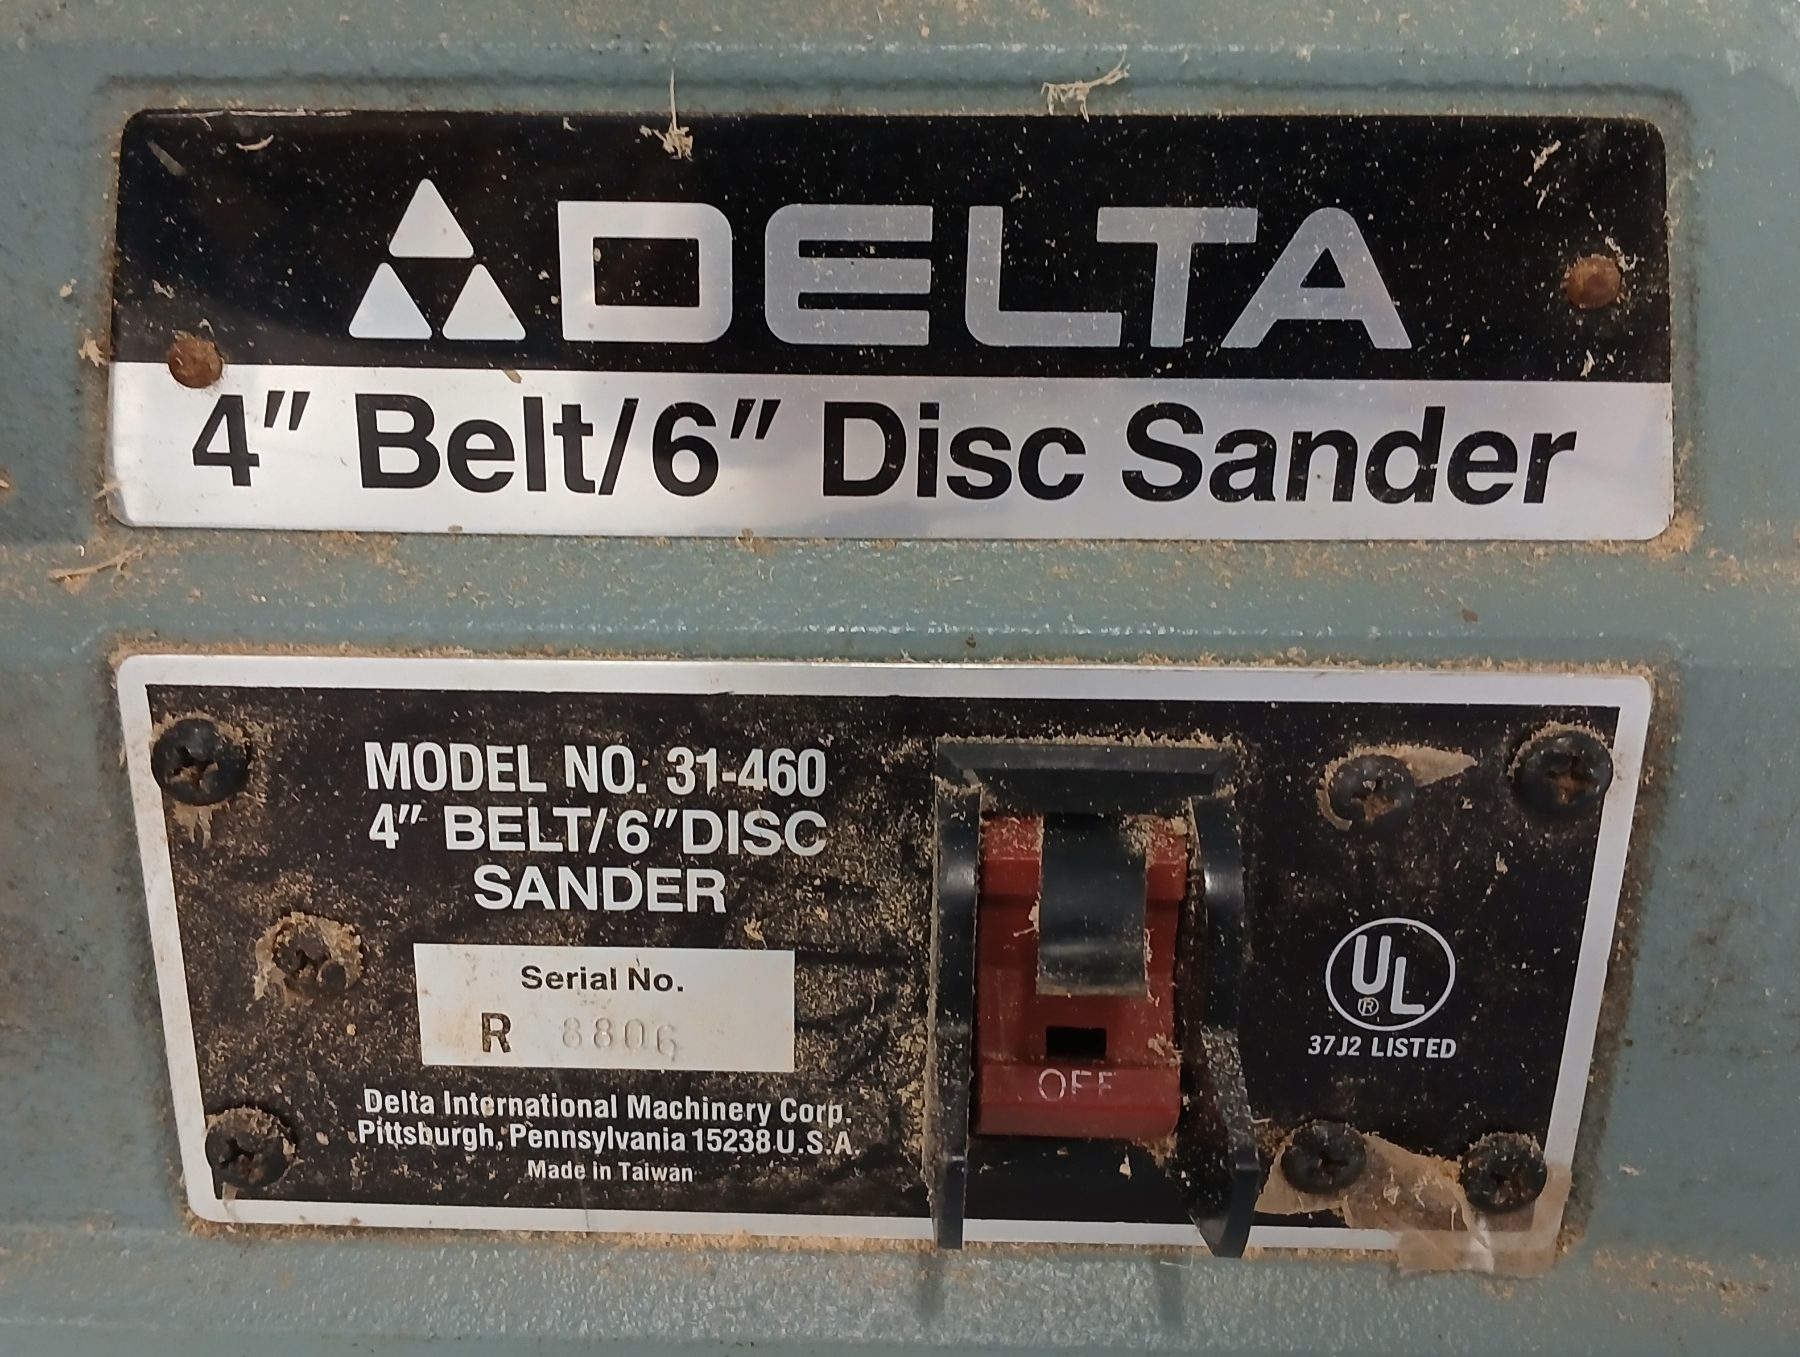 DELTA
4" Belt/6" Disc Sander
MODEL NO. 31-460
4" BELT/6" DISC
SANDER
Serial No.
R 8806
Delta International Machinery Corp.
Pittsburgh, Pennsylvania 15238 U.S.A.
Made in Taiwan
OFF
UL
®
37J2 LISTED